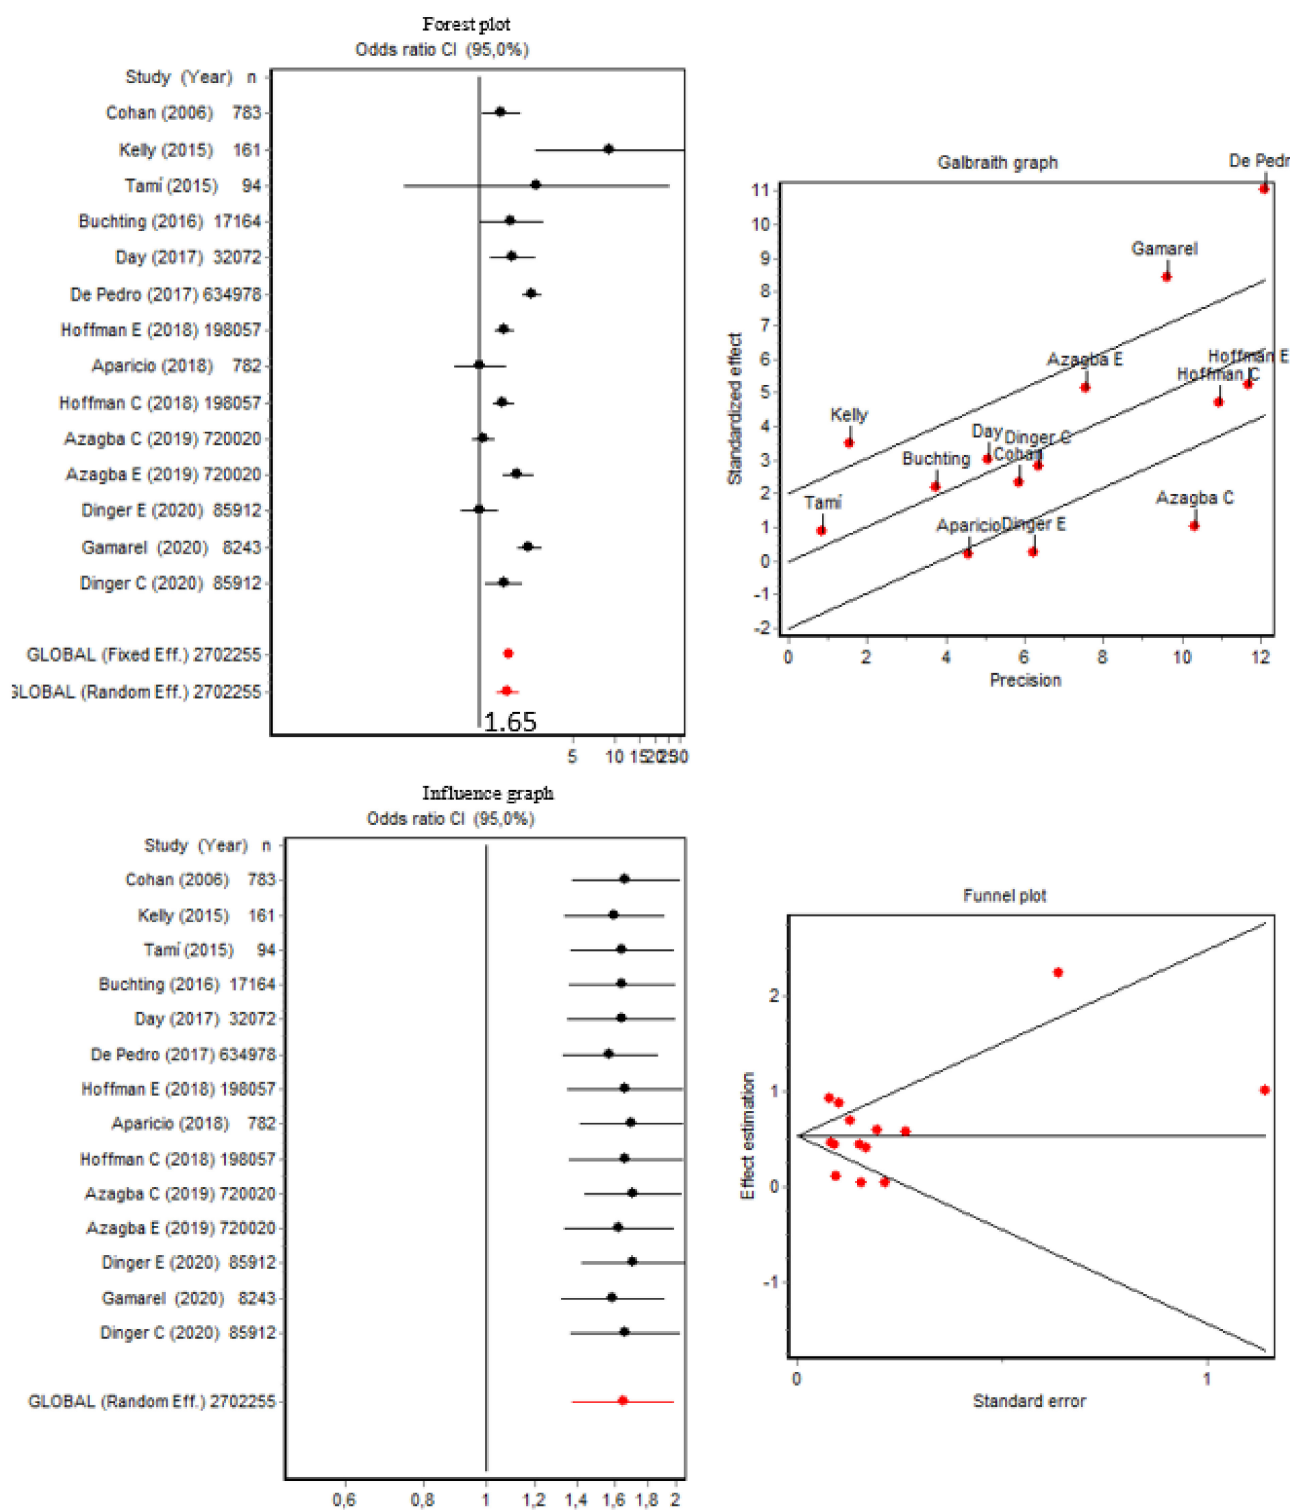 Forest plot
Odds ratio CI (95,0%)
Study (Year) n
Cohan (2006) 783
Kelly (2015) 161
Tamí (2015) 94
Buchting (2016) 17164
Day (2017) 32072
De Pedro (2017) 634978
Hoffman E (2018) 198057
Aparicio (2018) 782
Hoffman C (2018) 198057
Azagba C (2019) 720020
Azagba E (2019) 720020
Dinger E (2020) 85912
Gamarel (2020) 8243
Dinger C (2020) 85912
GLOBAL (Fixed Eff.) 2702255
GLOBAL (Random Eff.) 2702255
1.65
5 10 15 20 25 30
Galbraith graph
De Pedr
Gamarel
Azagba E
Hoffman E
Hoffman C
Kelly
Day
Dinger C
Cohan
Buchting
Tamí
Aparicio
Dinger E
Azagba C
Standardized effect
11
10
9
8
7
6
5
4
3
2
1
0
-1
-2
0 2 4 6 8 10 12
Precision
Influence graph
Odds ratio CI (95,0%)
Study (Year) n
Cohan (2006) 783
Kelly (2015) 161
Tamí (2015) 94
Buchting (2016) 17164
Day (2017) 32072
De Pedro (2017) 634978
Hoffman E (2018) 198057
Aparicio (2018) 782
Hoffman C (2018) 198057
Azagba C (2019) 720020
Azagba E (2019) 720020
Dinger E (2020) 85912
Gamarel (2020) 8243
Dinger C (2020) 85912
GLOBAL (Random Eff.) 2702255
0,6 0,8 1 1,2 1,4 1,6 1,8 2
Funnel plot
Effect estimation
2
1
0
-1
0 1
Standard error